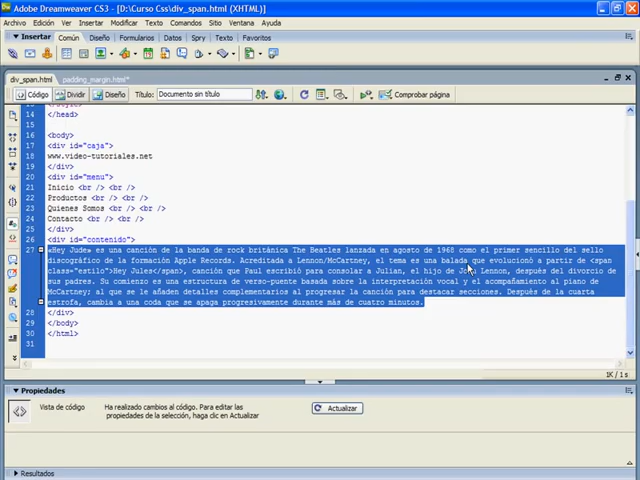 Adobe Dreamweaver CS3 - [D:\Curso Css\div_span.html (XHTML)]
Archivo Edición Ver Insertar Modificar Texto Comandos Sitio Ventana Ayuda
Insertar Común Diseño Formularios Datos Spry Texto Favoritos
div_span.html padding_margin.html*
Código Dividir Diseño Título: Documento sin título Comprobar página
14 </head>
15
16 <body>
17 <div id="caja">
18 www.video-tutoriales.net
19 </div>
20 <div id="menu">
21 Inicio <br /> <br />
22 Productos <br /> <br />
23 Quienes Somos <br /> <br />
24 Contacto <br /> <br />
25 </div>
26 <div id="contenido">
27 «Hey Jude» es una canción de la banda de rock británica The Beatles lanzada en agosto de 1968 como el primer sencillo del sello
discográfico de la formación Apple Records. Acreditada a Lennon/McCartney, el tema es una balada que evolucionó a partir de <span
class="estilo">Hey Jules</span>, canción que Paul escribió para consolar a Julian, el hijo de John Lennon, después del divorcio de
sus padres. Su comienzo es una estructura de verso-puente basada sobre la interpretación vocal y el acompañamiento al piano de
McCartney; al que se le añaden detalles complementarios al progresar la canción para destacar secciones. Después de la cuarta
estrofa, cambia a una coda que se apaga progresivamente durante más de cuatro minutos.
28 </div>
29 </body>
30 </html>
31
1K / 1 s
Propiedades
Vista de código Ha realizado cambios al código. Para editar las propiedades de la selección, haga clic en Actualizar Actualizar
Resultados